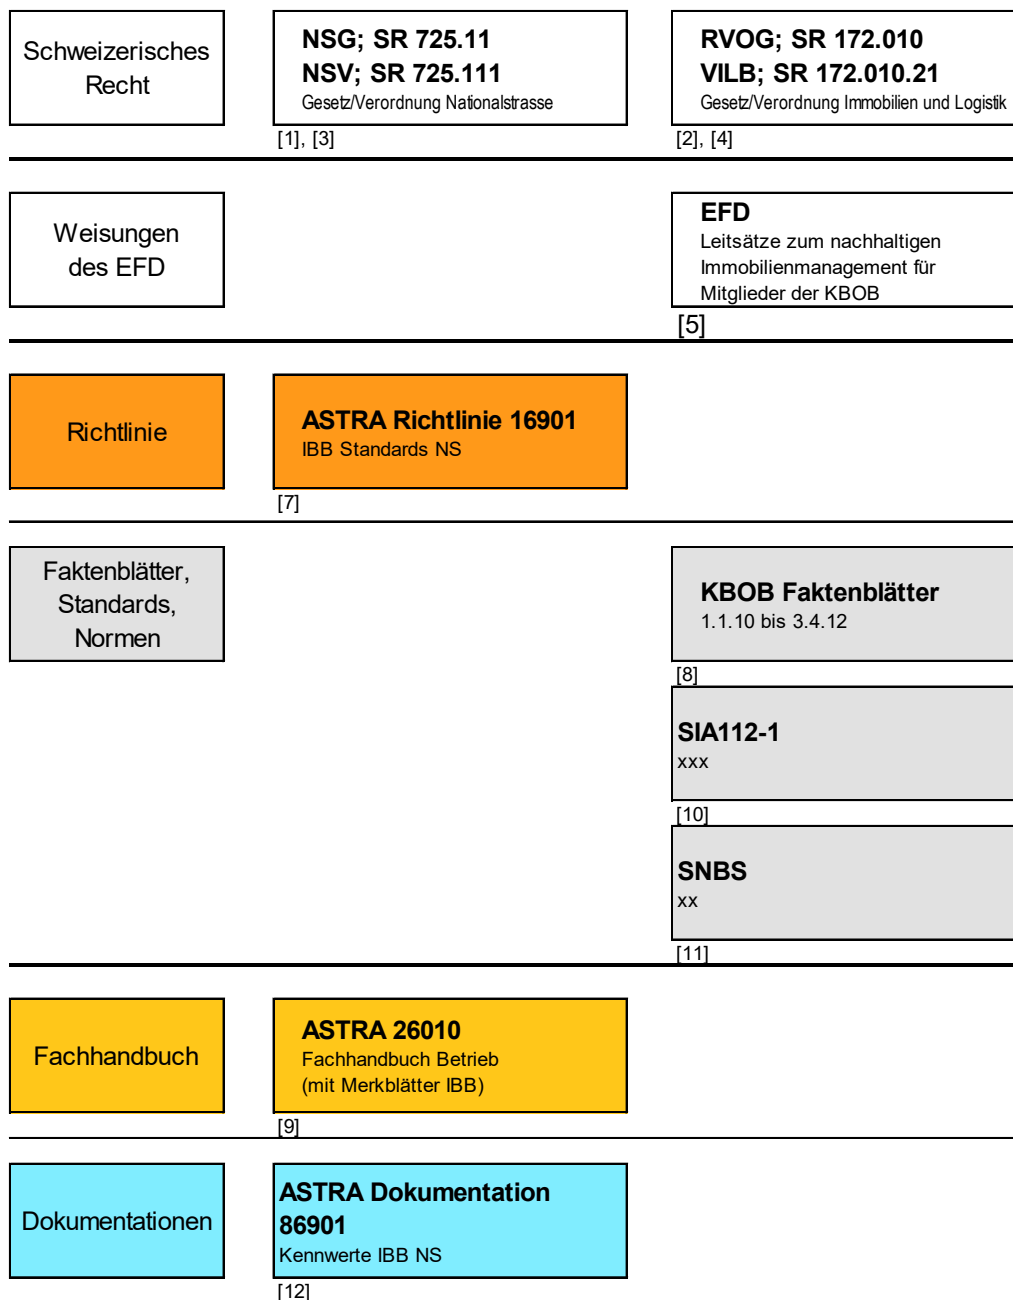 Schweizerisches
Recht
NSG; SR 725.11
NSV; SR 725.111
Gesetz/Verordnung Nationalstrasse
[1], [3]
RVOG; SR 172.010
VILB; SR 172.010.21
Gesetz/Verordnung Immobilien und Logistik
[2], [4]
Weisungen
des EFD
EFD
Leitsätze zum nachhaltigen
Immobilienmanagement für
Mitglieder der KBOB
[5]
Richtlinie
ASTRA Richtlinie 16901
IBB Standards NS
[7]
Faktenblätter,
Standards,
Normen
KBOB Faktenblätter
1.1.10 bis 3.4.12
[8]
SIA112-1
xxx
[10]
SNBS
xx
[11]
Fachhandbuch
ASTRA 26010
Fachhandbuch Betrieb
(mit Merkblätter IBB)
[9]
Dokumentationen
ASTRA Dokumentation
86901
Kennwerte IBB NS
[12]